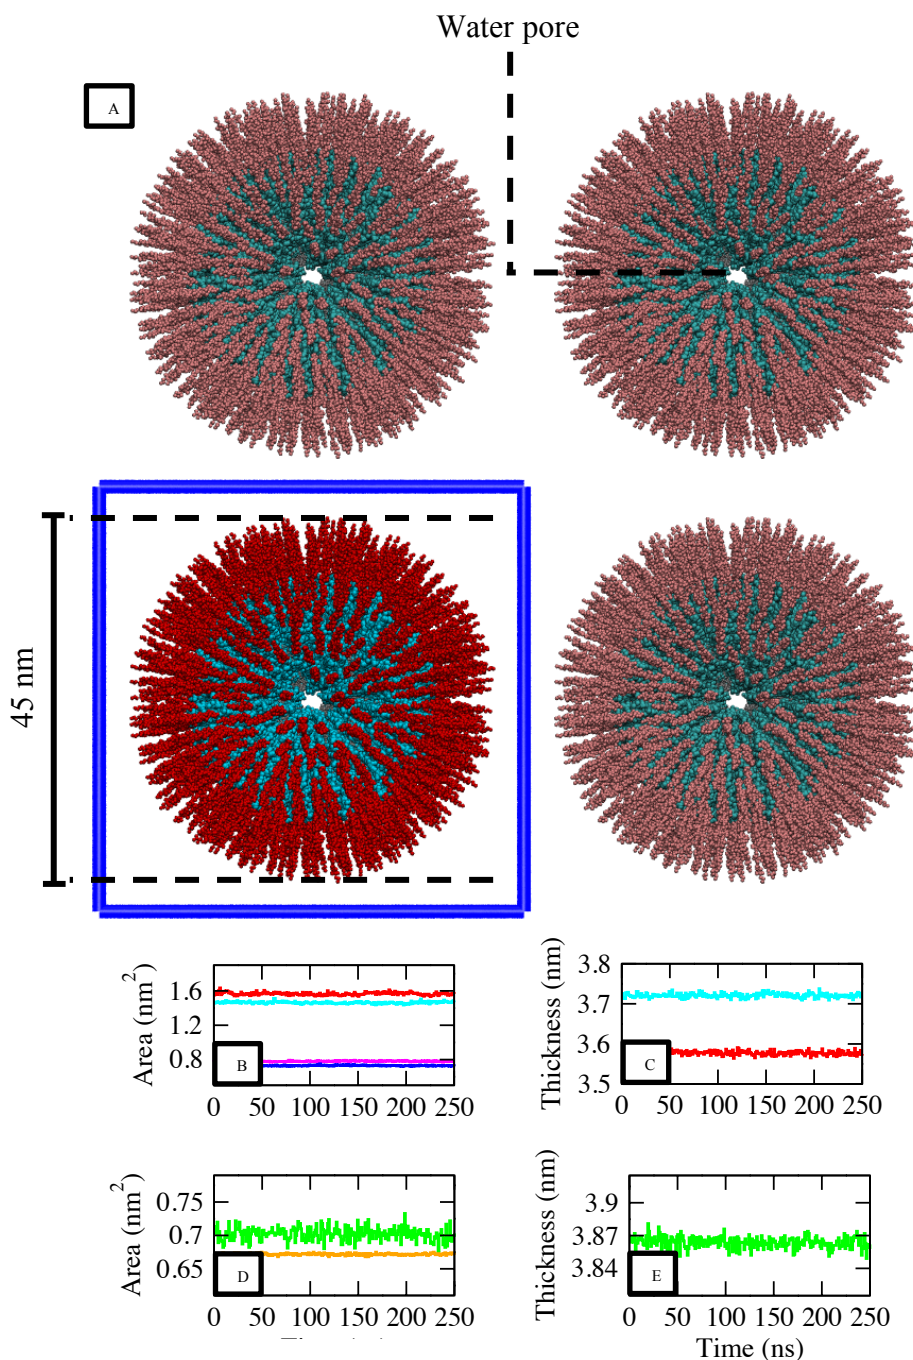 Water pore
A
45 nm
Area (nm²)
1.6
1.2
0.8
B
0 50 100 150 200 250
Thickness (nm)
3.8
3.7
3.6
3.5
C
0 50 100 150 200 250
Area (nm²)
0.75
0.7
0.65
D
0 50 100 150 200 250
Thickness (nm)
3.9
3.87
3.84
E
0 50 100 150 200 250
Time (ns)